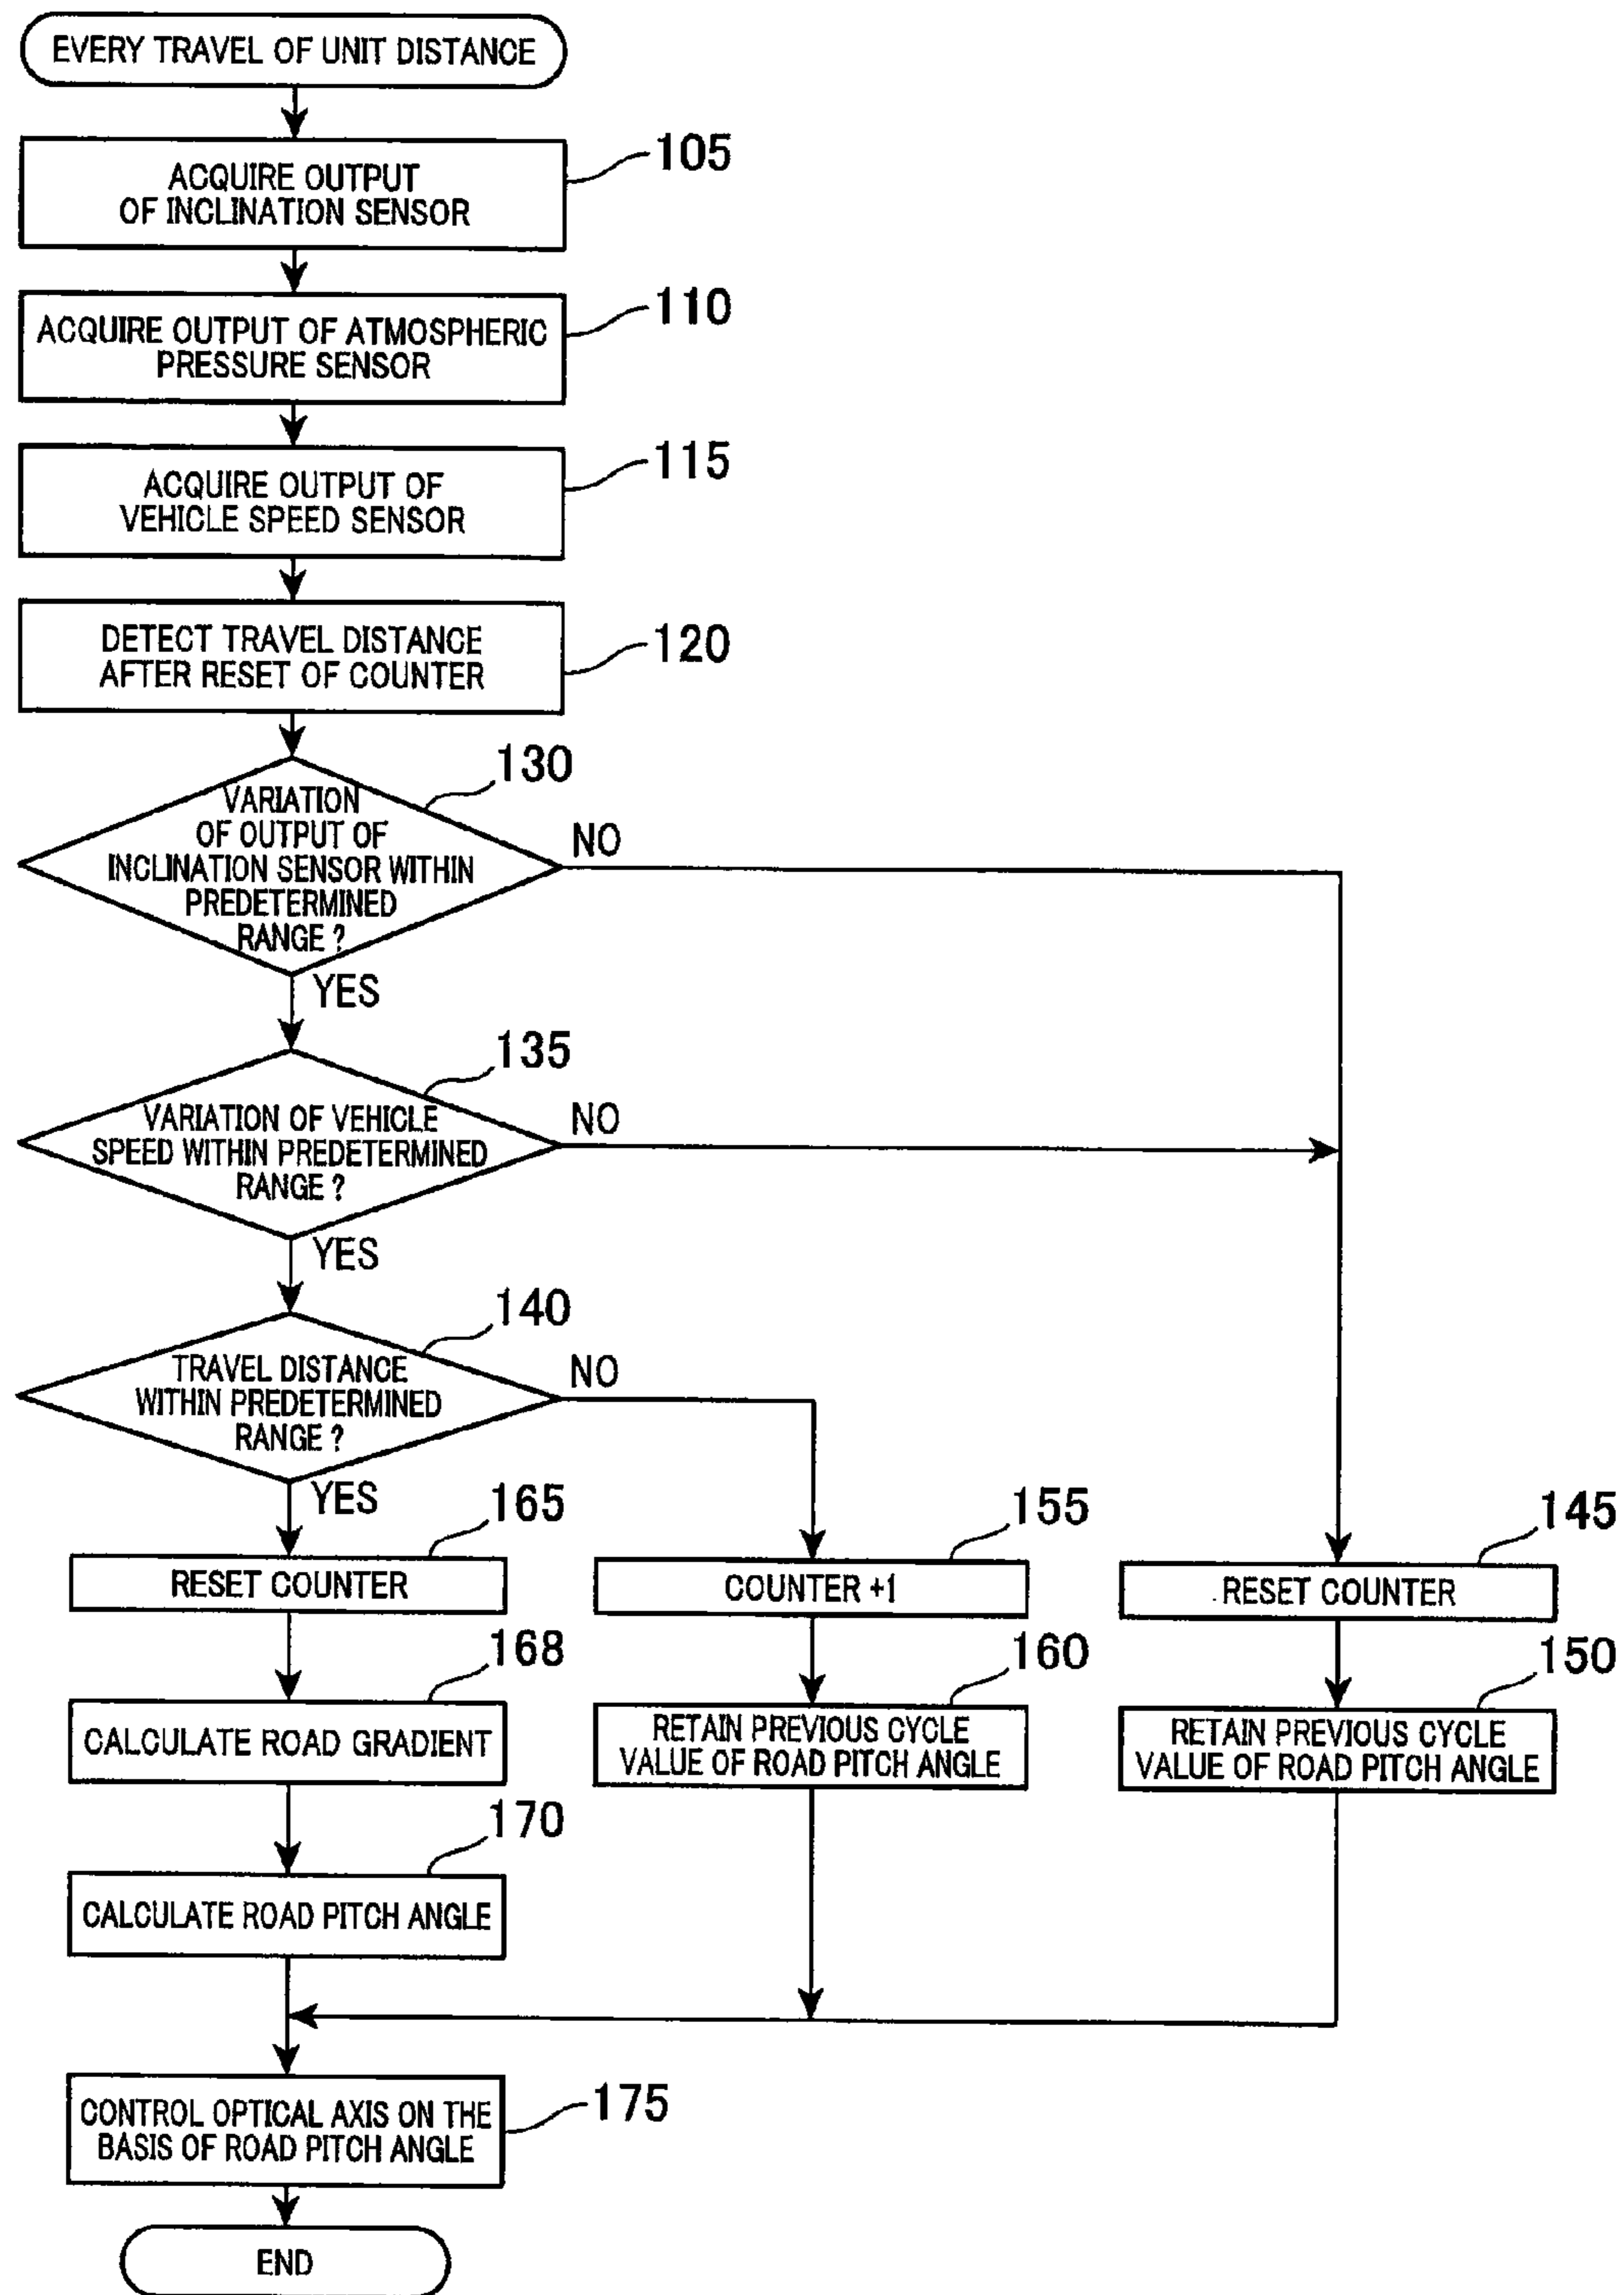 EVERY TRAVEL OF UNIT DISTANCE
105
ACQUIRE OUTPUT
OF INCLINATION SENSOR
110
ACQUIRE OUTPUT OF ATMOSPHERIC
PRESSURE SENSOR
115
ACQUIRE OUTPUT OF
VEHICLE SPEED SENSOR
120
DETECT TRAVEL DISTANCE
AFTER RESET OF COUNTER
130
VARIATION
OF OUTPUT OF
INCLINATION SENSOR WITHIN
PREDETERMINED
RANGE ?
NO
YES
135
VARIATION OF VEHICLE
SPEED WITHIN PREDETERMINED
RANGE ?
NO
YES
140
TRAVEL DISTANCE
WITHIN PREDETERMINED
RANGE ?
NO
YES
165
RESET COUNTER
155
COUNTER +1
145
RESET COUNTER
168
CALCULATE ROAD GRADIENT
160
RETAIN PREVIOUS CYCLE
VALUE OF ROAD PITCH ANGLE
150
RETAIN PREVIOUS CYCLE
VALUE OF ROAD PITCH ANGLE
170
CALCULATE ROAD PITCH ANGLE
175
CONTROL OPTICAL AXIS ON THE
BASIS OF ROAD PITCH ANGLE
END